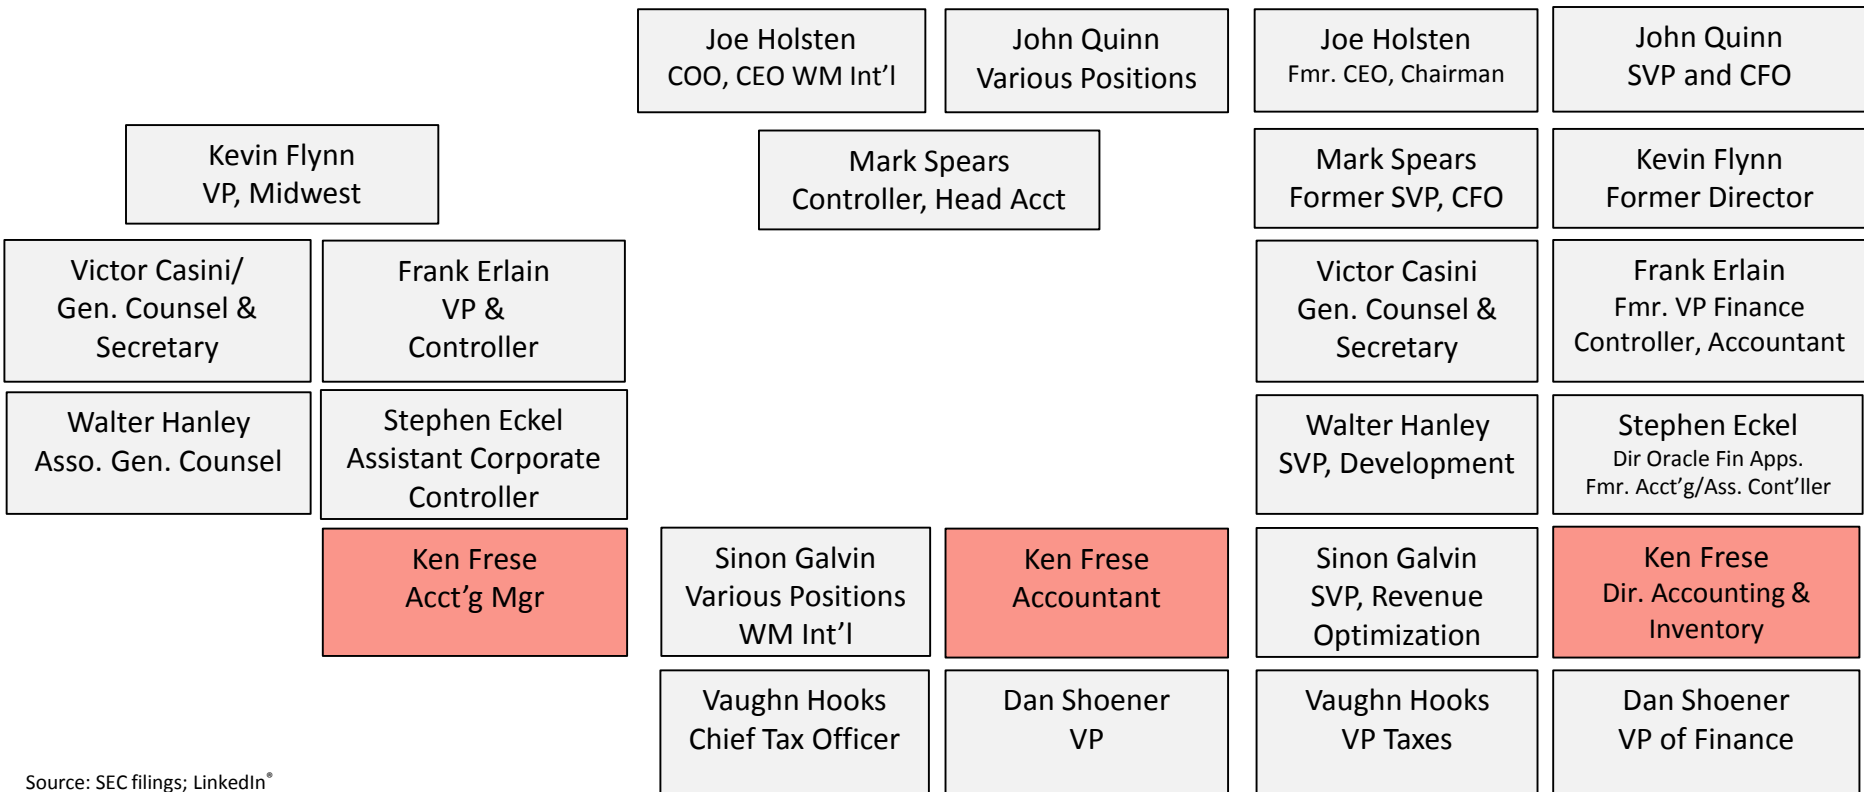 Joe Holsten
COO, CEO WM Int’l
John Quinn
Various Positions
Joe Holsten
Fmr. CEO, Chairman
John Quinn
SVP and CFO
Kevin Flynn
VP, Midwest
Mark Spears
Controller, Head Acct
Mark Spears
Former SVP, CFO
Kevin Flynn
Former Director
Victor Casini/
Gen. Counsel &
Secretary
Frank Erlain
VP &
Controller
Victor Casini
Gen. Counsel &
Secretary
Frank Erlain
Fmr. VP Finance
Controller, Accountant
Walter Hanley
Asso. Gen. Counsel
Stephen Eckel
Assistant Corporate
Controller
Walter Hanley
SVP, Development
Stephen Eckel
Dir Oracle Fin Apps.
Fmr. Acct’g/Ass. Cont’ller
Ken Frese
Acct’g Mgr
Sinon Galvin
Various Positions
WM Int’l
Ken Frese
Accountant
Sinon Galvin
SVP, Revenue
Optimization
Ken Frese
Dir. Accounting &
Inventory
Vaughn Hooks
Chief Tax Officer
Dan Shoener
VP
Vaughn Hooks
VP Taxes
Dan Shoener
VP of Finance
Source: SEC filings; LinkedIn®